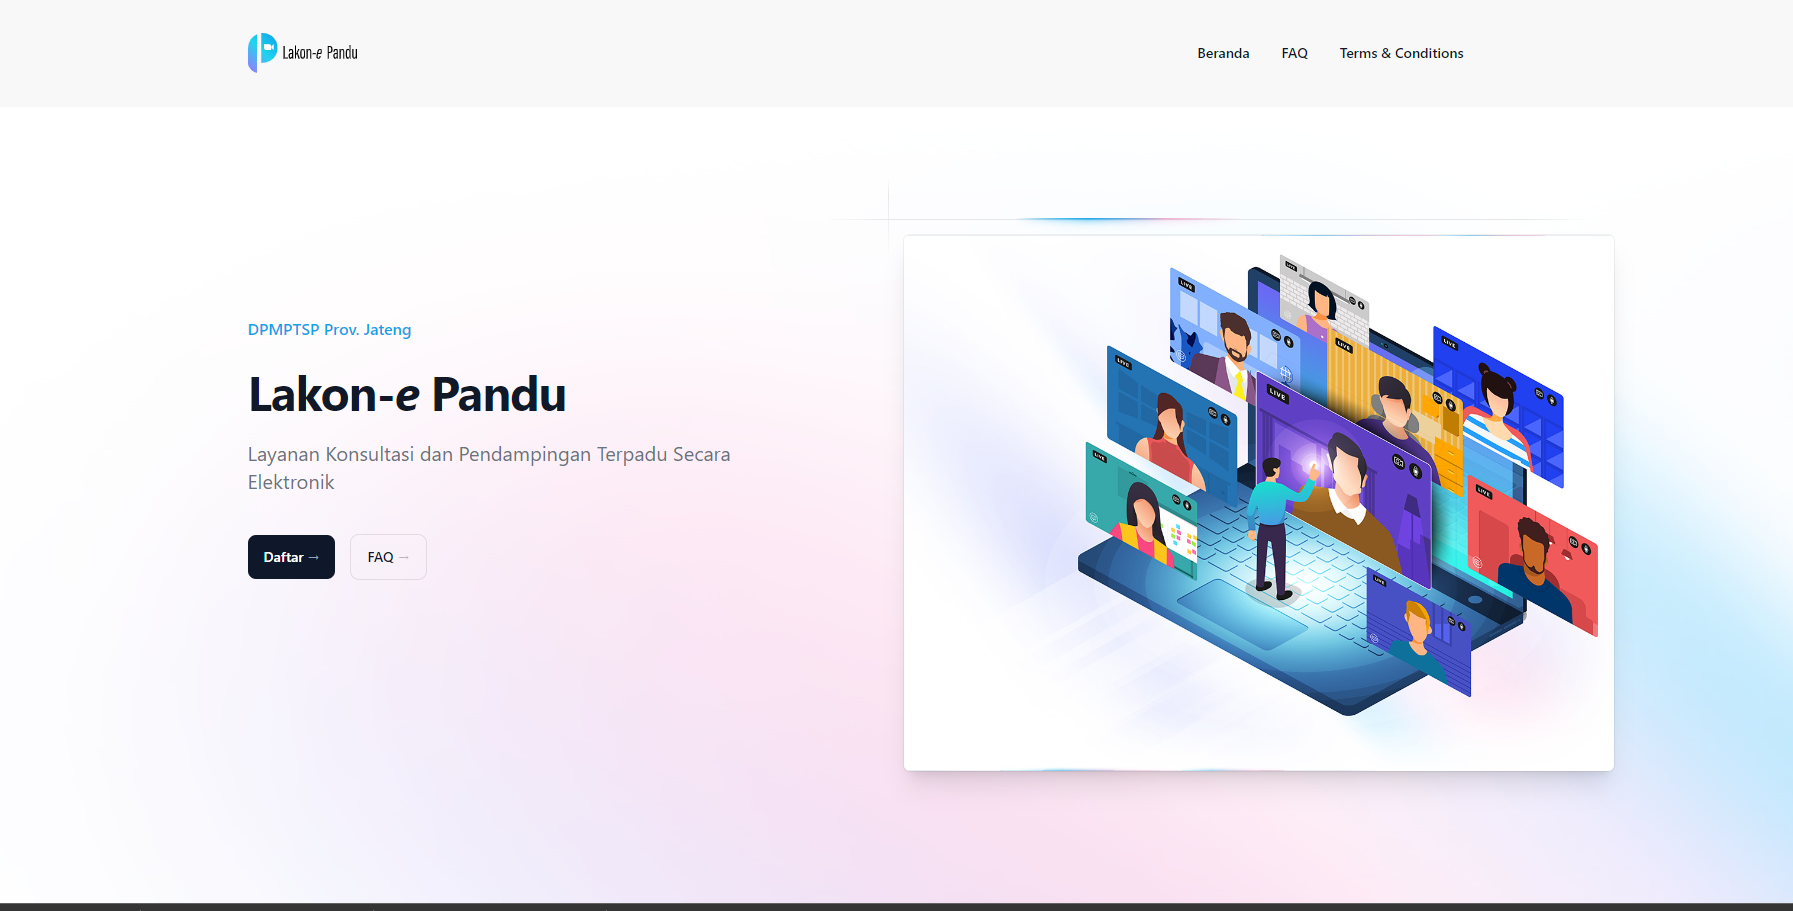 Lakon-e Pandu
Beranda FAQ Terms & Conditions
DPMPTSP Prov. Jateng
Lakon-e Pandu
Layanan Konsultasi dan Pendampingan Terpadu Secara
Elektronik
Daftar →
FAQ →
LIVE
LIVE
LIVE
LIVE
LIVE
LIVE
LIVE
LIVE
LIVE